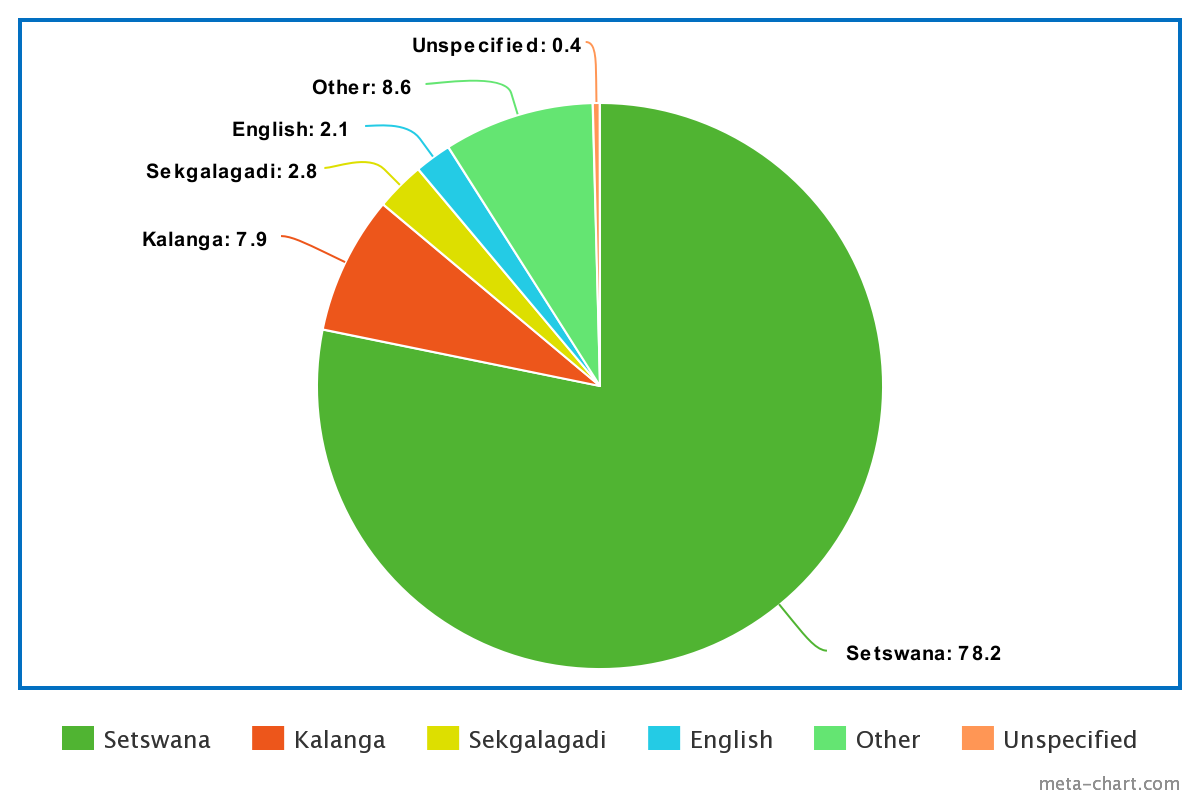 Unspecified: 0.4
Other: 8.6
English: 2.1
Sekgalagadi: 2.8
Kalanga: 7.9
Setswana: 78.2
Setswana Kalanga Sekgalagadi English Other Unspecified
meta-chart.com